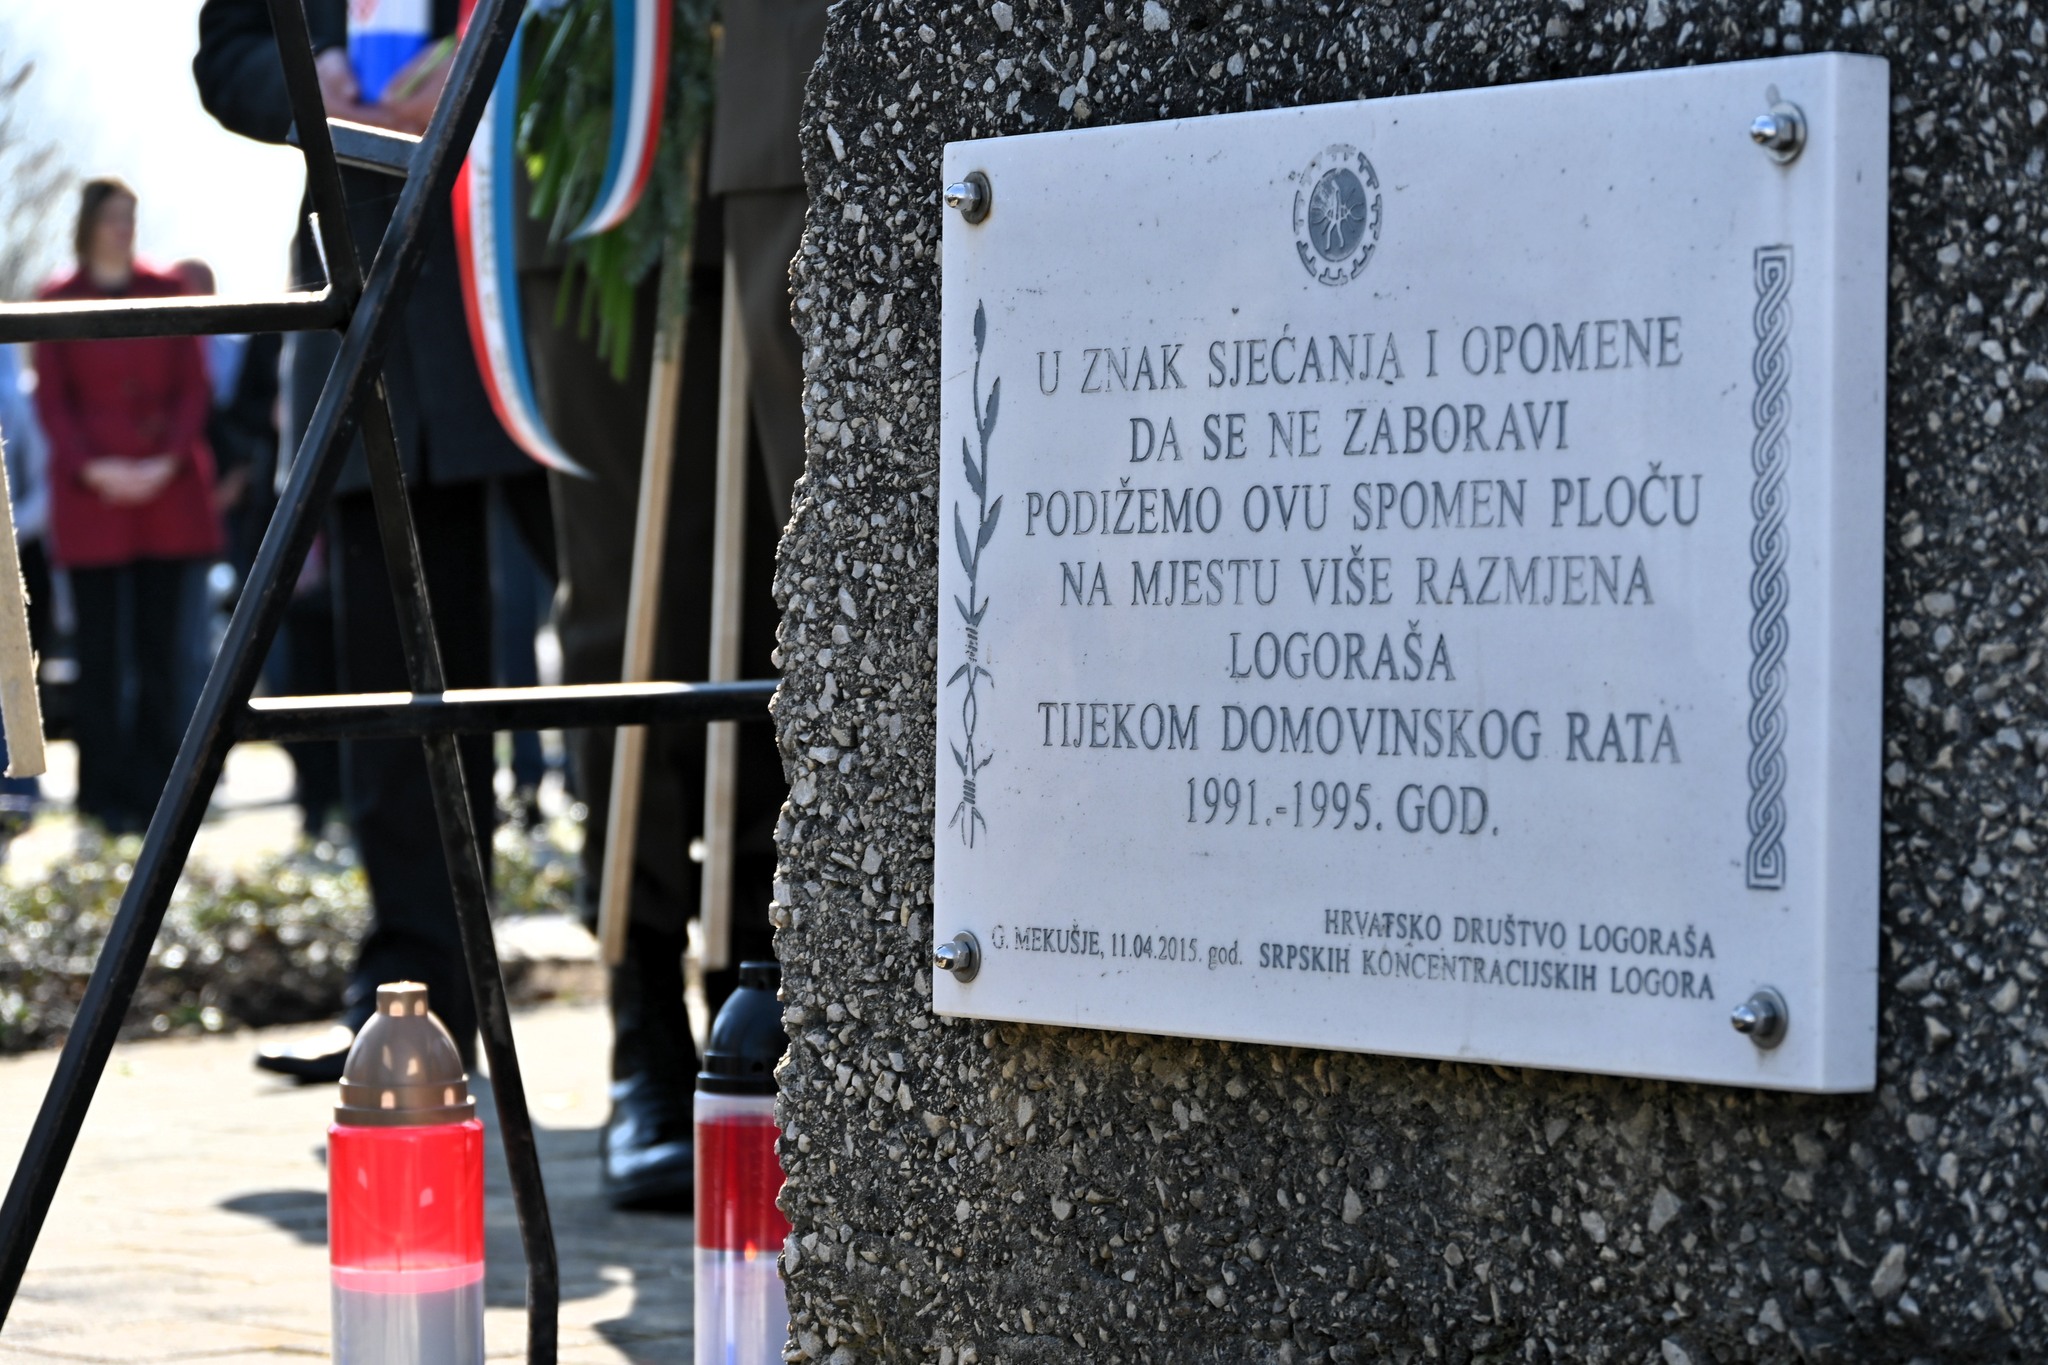 U ZNAK SJEĆANJA I OPOMENE
DA SE NE ZABORAVI
PODIŽEMO OVU SPOMEN PLOČU
NA MJESTU VIŠE RAZMJENA
LOGORAŠA
TIJEKOM DOMOVINSKOG RATA
1991.-1995. GOD.
G. MEKUŠJE, 11.04.2015. god.
HRVATSKO DRUŠTVO LOGORAŠA
SRPSKIH KONCENTRACIJSKIH LOGORA